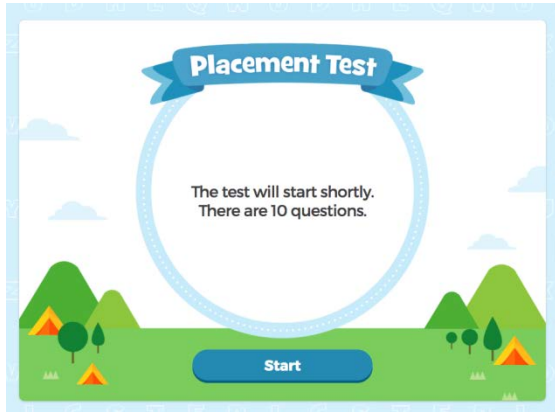 Placement Test
The test will start shortly.
There are 10 questions.
Start